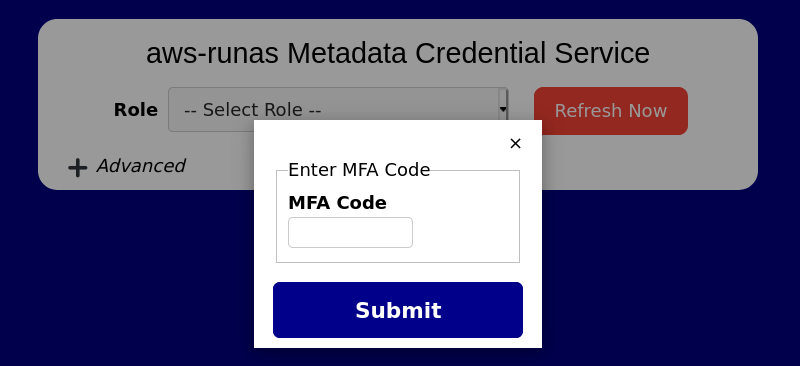 aws-runas Metadata Credential Service
Role -- Select Role -- Refresh Now
Advanced
×
Enter MFA Code
MFA Code
Submit